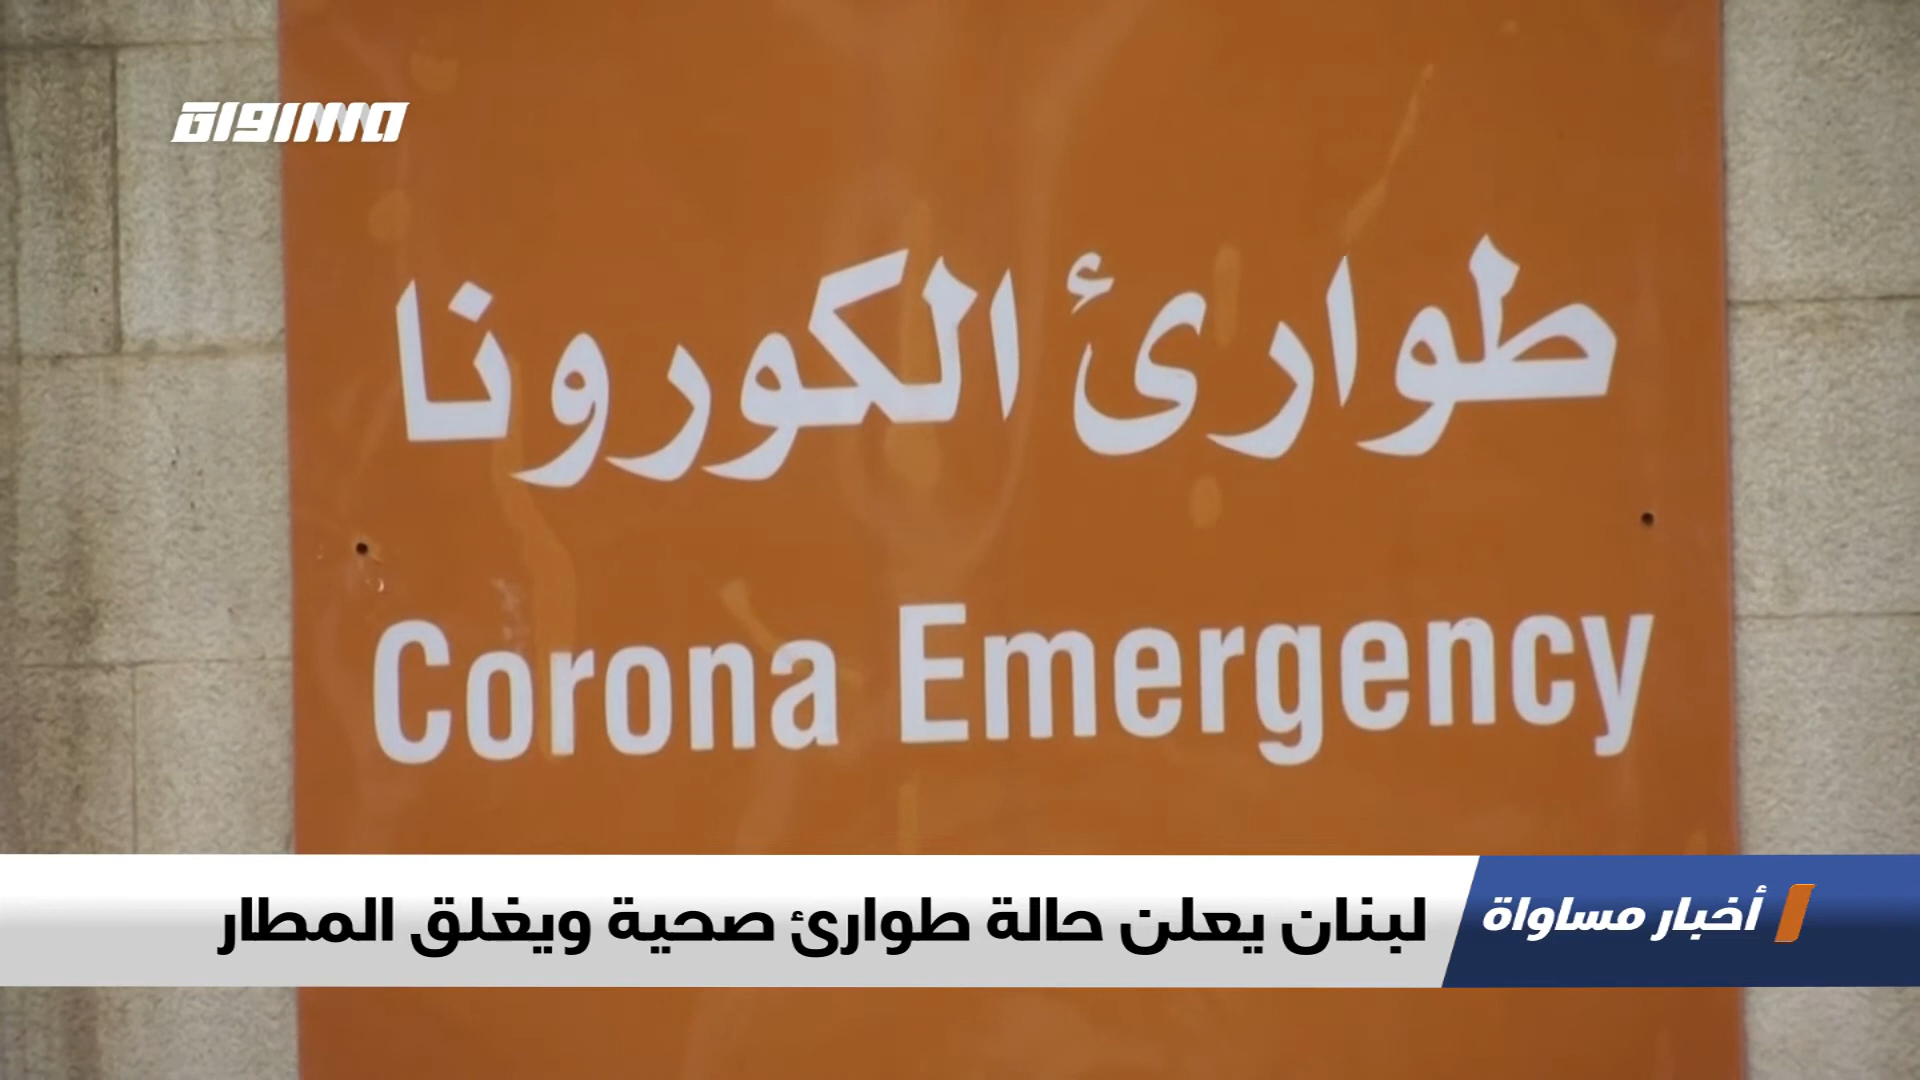 مساواة
طوارئ الكورونا
Corona Emergency
أخبار مساواة
لبنان يعلن حالة طوارئ صحية ويغلق المطار